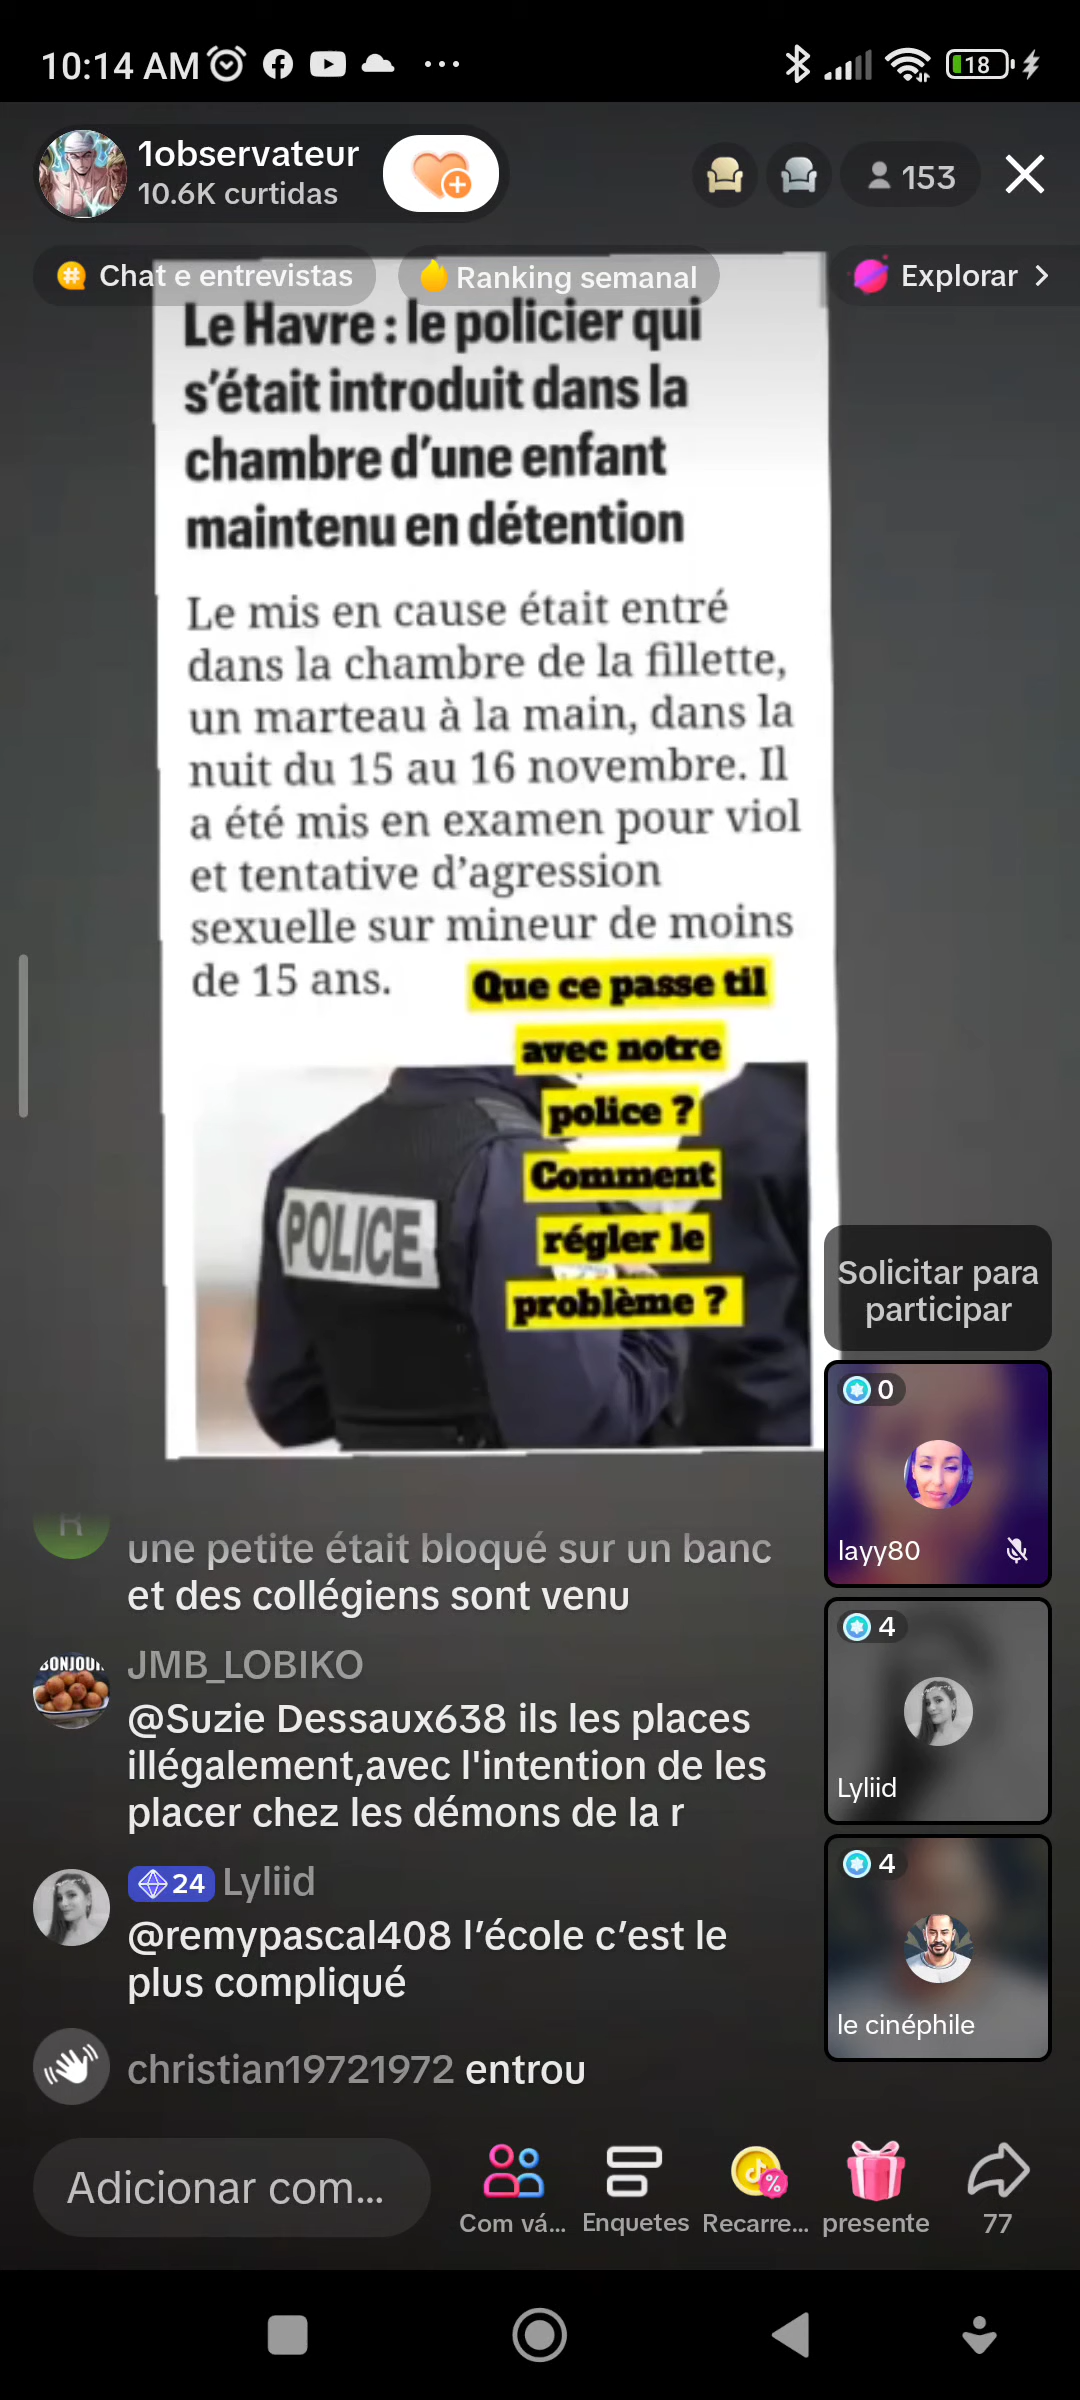 10:14 AM
18
1observateur
10.6K curtidas
153
Chat e entrevistas
Ranking semanal
Explorar
Le Havre : le policier qui
s'était introduit dans la
chambre d'une enfant
maintenu en détention
Le mis en cause était entré
dans la chambre de la fillette,
un marteau à la main, dans la
nuit du 15 au 16 novembre. Il
a été mis en examen pour viol
et tentative d'agression
sexuelle sur mineur de moins
de 15 ans.
Que ce passe til
avec notre
police ?
Comment
régler le
problème ?
POLICE
Solicitar para
participar
0
layy80
4
Lyliid
4
le cinéphile
R
une petite était bloqué sur un banc
et des collégiens sont venu
BONJOUR
JMB_LOBIKO
@Suzie Dessaux638 ils les places
illégalement,avec l'intention de les
placer chez les démons de la r
24 Lyliid
@remypascal408 l'école c'est le
plus compliqué
christian19721972 entrou
Adicionar com...
Com vá...
Enquetes
Recarre...
presente
77